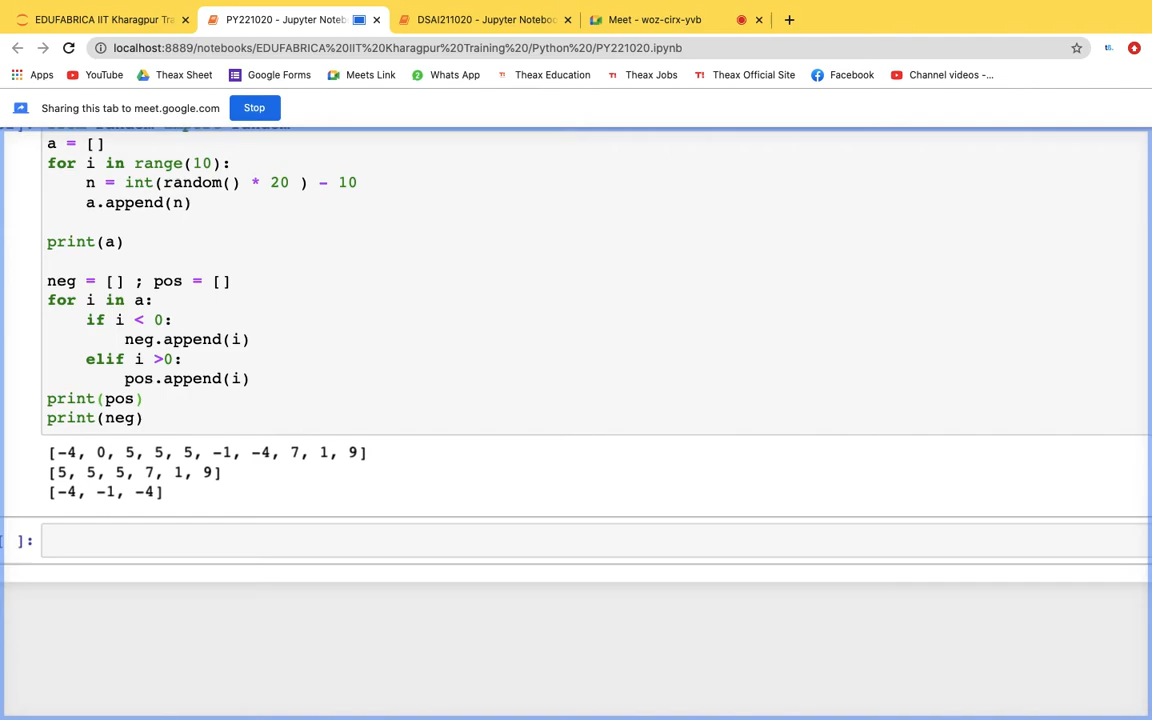 EDUFABRICA IIT Kharagpur Tra
PY221020 - Jupyter Noteb
DSAI211020 - Jupyter Noteboo
Meet - woz-cirx-yvb
localhost:8889/notebooks/EDUFABRICA%20IIT%20Kharagpur%20Training%20/Python%20/PY221020.ipynb
Apps YouTube Theax Sheet Google Forms Meets Link Whats App Theax Education Theax Jobs Theax Official Site Facebook Channel videos -...
Sharing this tab to meet.google.com Stop
a = []
for i in range(10):
    n = int(random() * 20 ) - 10
    a.append(n)
print(a)
neg = [] ; pos = []
for i in a:
    if i < 0:
        neg.append(i)
    elif i >0:
        pos.append(i)
print(pos)
print(neg)
[-4, 0, 5, 5, 5, -1, -4, 7, 1, 9]
[5, 5, 5, 7, 1, 9]
[-4, -1, -4]
[ ]: